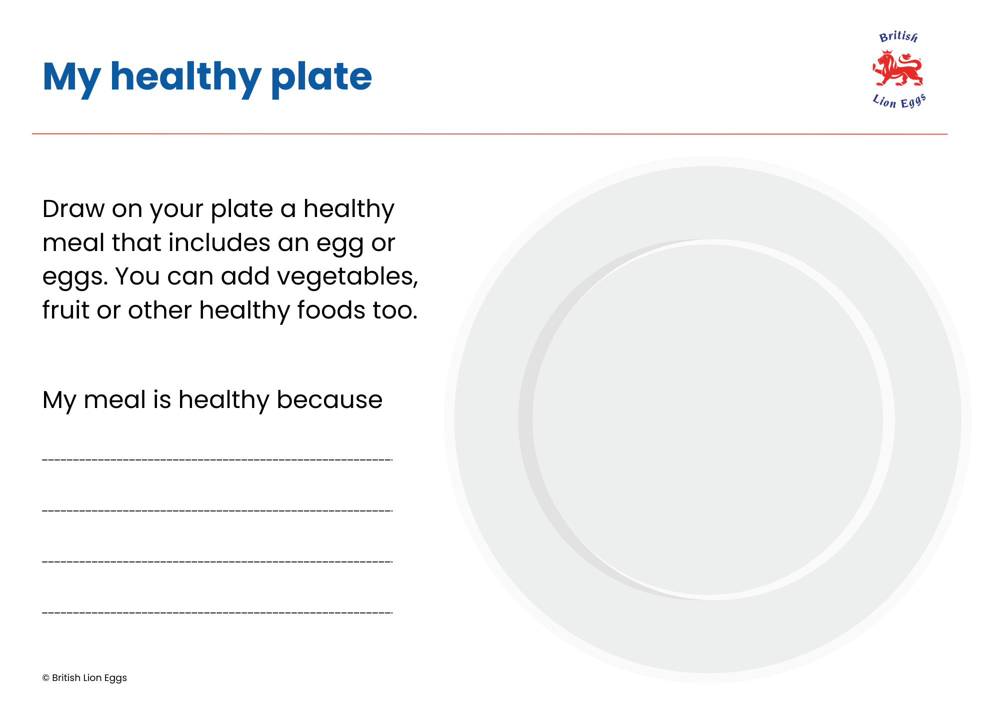 British
Lion Eggs
My healthy plate
Draw on your plate a healthy
meal that includes an egg or
eggs. You can add vegetables,
fruit or other healthy foods too.
My meal is healthy because
© British Lion Eggs